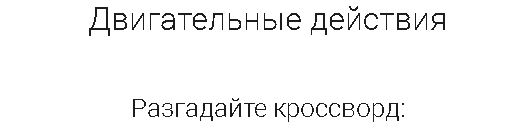 Двигательные действия
Разгадайте кроссворд: